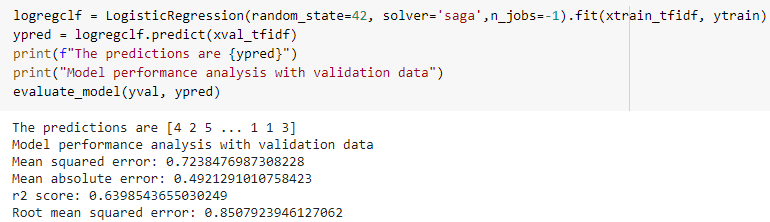 logregclf = LogisticRegression(random_state=42, solver='saga',n_jobs=-1).fit(xtrain_tfidf, ytrain)
ypred = logregclf.predict(xval_tfidf)
print(f"The predictions are {ypred}")
print("Model performance analysis with validation data")
evaluate_model(yval, ypred)
The predictions are [4 2 5 ... 1 1 3]
Model performance analysis with validation data
Mean squared error: 0.7238476987308228
Mean absolute error: 0.4921291010758423
r2 score: 0.6398543655030249
Root mean squared error: 0.8507923946127062